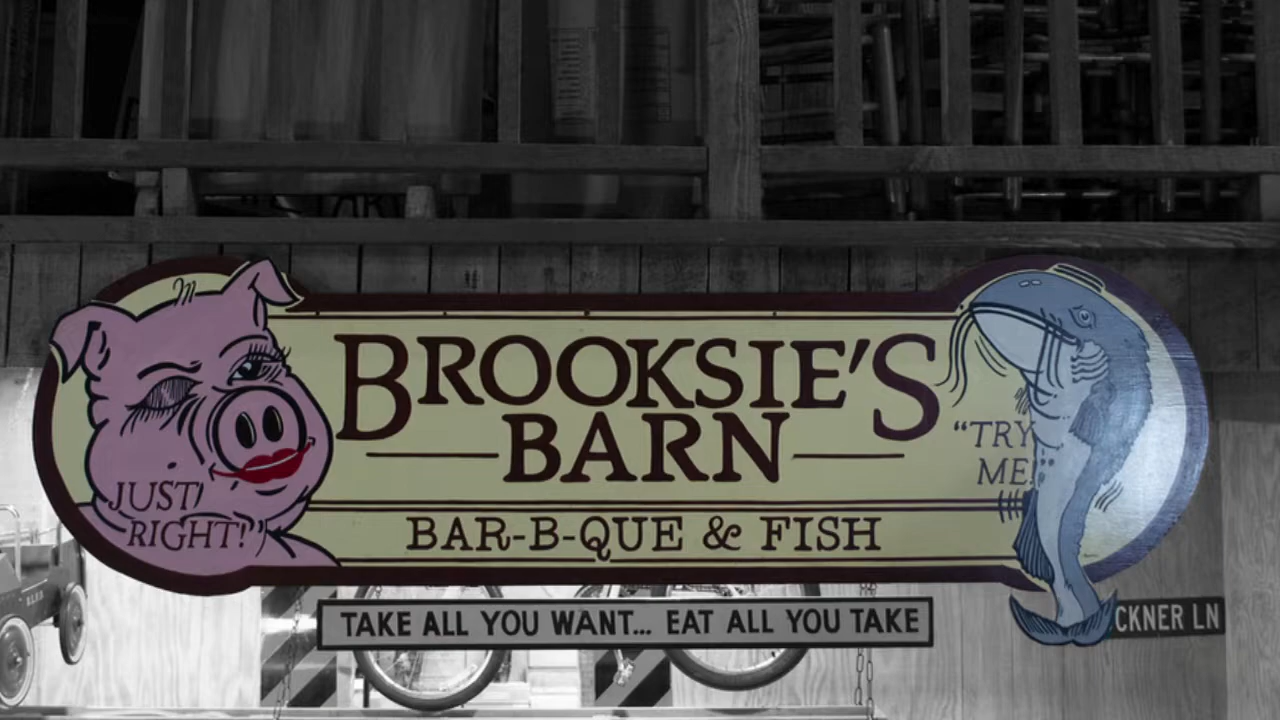 BROOKSIE'S
BARN
"TRY
ME!"
JUST
RIGHT!"
BAR-B-QUE & FISH
TAKE ALL YOU WANT... EAT ALL YOU TAKE
CKNER LN